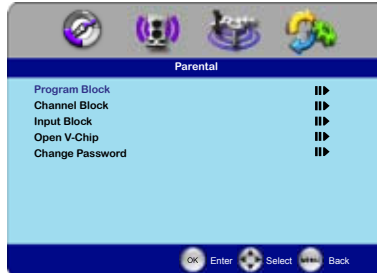 Parental
Program Block
Channel Block
Input Block
Open V-Chip
Change Password
OK Enter Select MENU Back